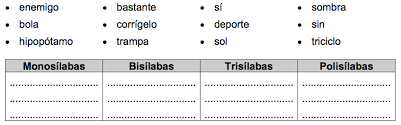 • enemigo • bastante • sí • sombra
• bola • corrígelo • deporte • sin
• hipopótamo • trampa • sol • triciclo
Monosílabas Bisílabas Trisílabas Polisílabas
........................... ........................... ........................... ...........................
........................... ........................... ........................... ...........................
........................... ........................... ........................... ...........................